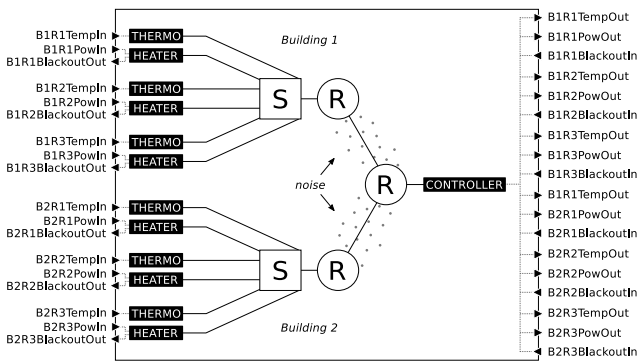 Building 1
B1R1TempIn THERMO
B1R1PowIn HEATER
B1R1BlackoutOut
B1R2TempIn THERMO
B1R2PowIn HEATER
B1R2BlackoutOut
B1R3TempIn THERMO
B1R3PowIn HEATER
B1R3BlackoutOut
S R
noise
R CONTROLLER
B2R1TempIn THERMO
B2R1PowIn HEATER
B2R1BlackoutOut
B2R2TempIn THERMO
B2R2PowIn HEATER
B2R2BlackoutOut
B2R3TempIn THERMO
B2R3PowIn HEATER
B2R3BlackoutOut
S R
Building 2
B1R1TempOut
B1R1PowOut
B1R1BlackoutIn
B1R2TempOut
B1R2PowOut
B1R2BlackoutIn
B1R3TempOut
B1R3PowOut
B1R3BlackoutIn
B1R1TempOut
B2R1PowOut
B2R1BlackoutIn
B2R2TempOut
B2R2PowOut
B2R2BlackoutIn
B2R3TempOut
B2R3PowOut
B2R3BlackoutIn